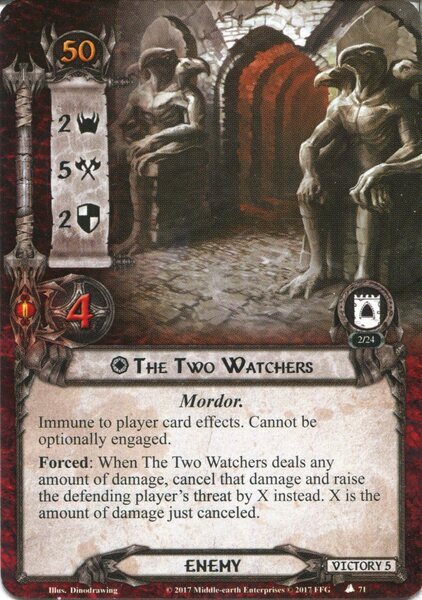 50
2
5
2
4
2/24
The Two Watchers
Mordor.
Immune to player card effects. Cannot be
optionally engaged.
Forced: When The Two Watchers deals any
amount of damage, cancel that damage and raise
the defending player's threat by X instead. X is the
amount of damage just canceled.
ENEMY
VICTORY 5
Illus. Dinodrawing
© 2017 Middle-earth Enterprises © 2017 FFG
71